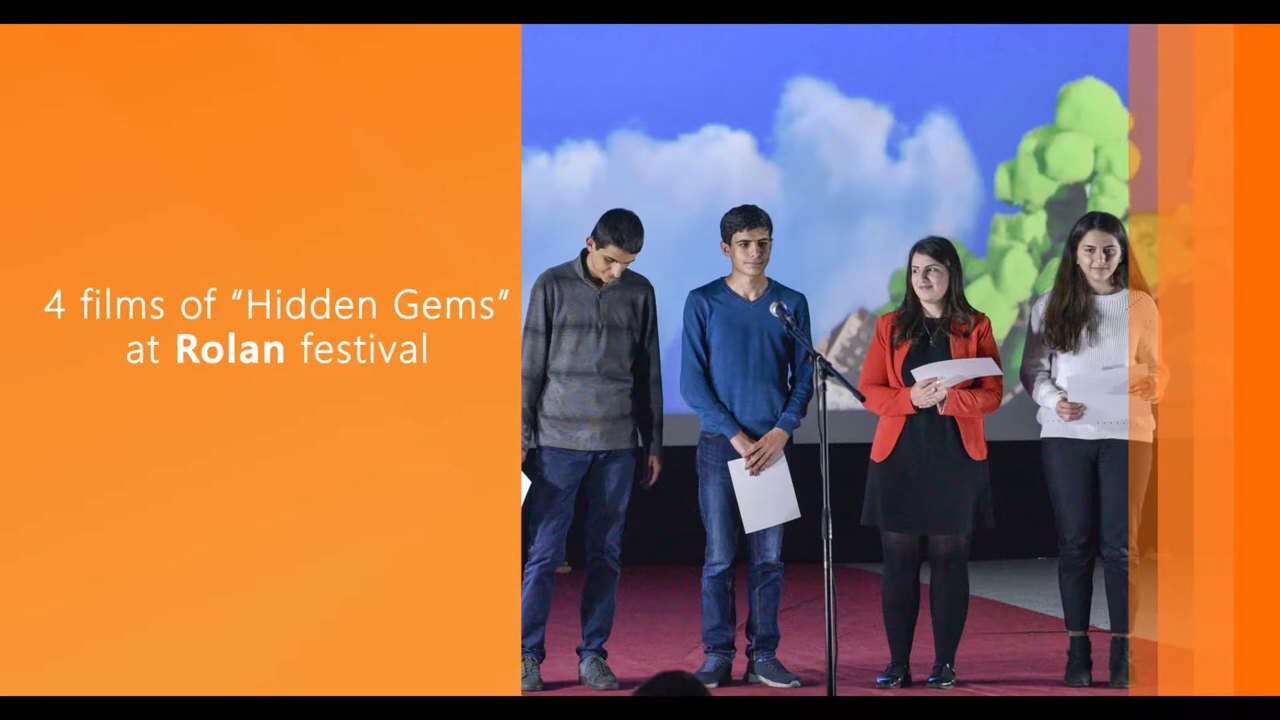 4 films of “Hidden Gems”
at Rolan festival